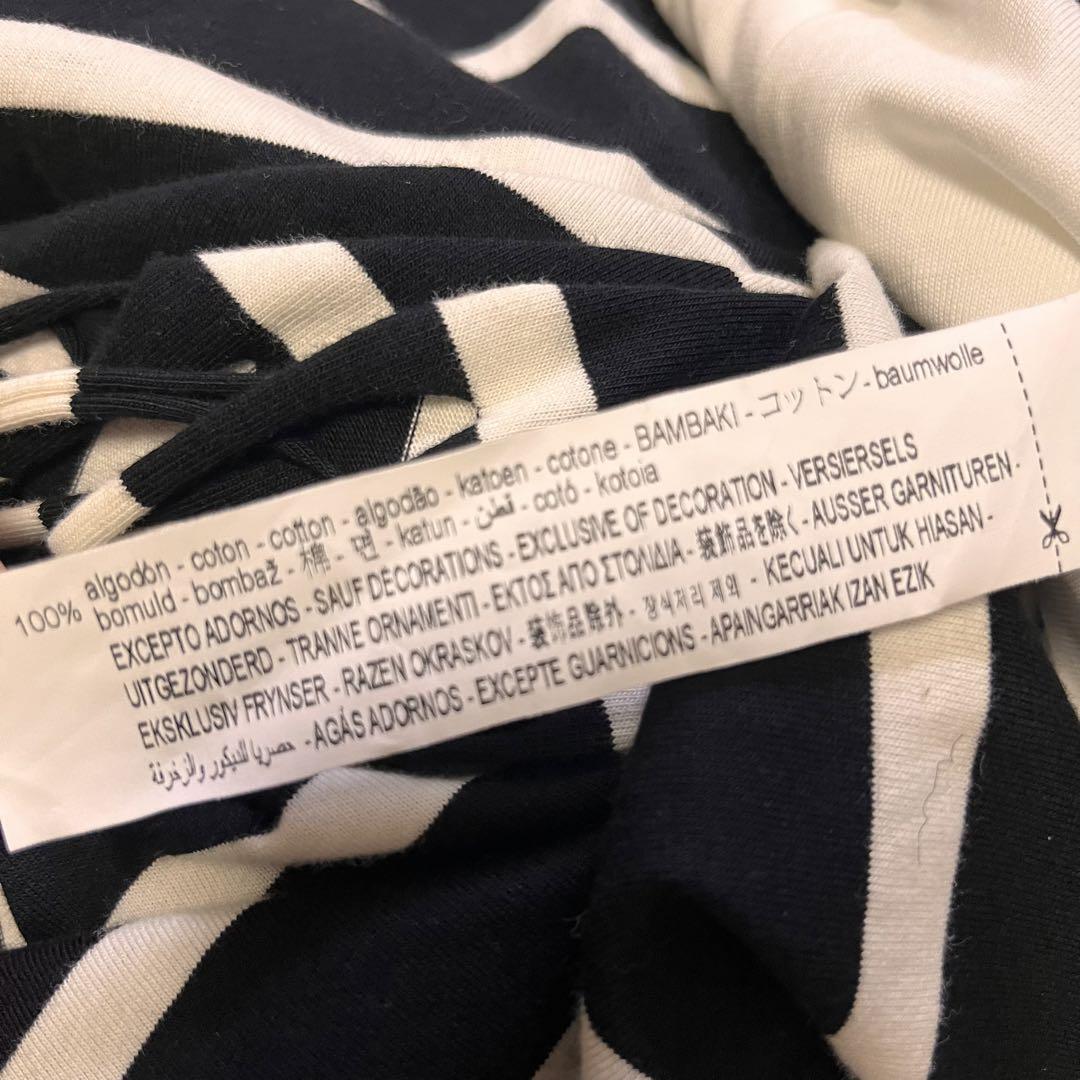 100% algodón - coton - cotton - algodão - katoen - cotone - BAMBAKI - コットン - baumwolle
bomuld - bombaž - 棉 - 면 - katun - قطن - cotó - kotoia
EXCEPTO ADORNOS - SAUF DECORATIONS - EXCLUSIVE OF DECORATION - VERSIERSELS
UITGEZONDERD - TRANNE ORNAMENTI - ΕΚΤΟΣ ΑΠΟ ΣΤΟΛΙΔΙΑ - 装飾品を除く - AUSSER GARNITUREN -
EKSKLUSIV FRYNSER - RAZEN OKRASKOV - 装饰品除外 - 장식저리 제외 - KECUALI UNTUK HIASAN -
حصريا للديكور والزخرفة - AGÁS ADORNOS - EXCEPTE GUARNICIONS - APAINGARRIAK IZAN EZIK